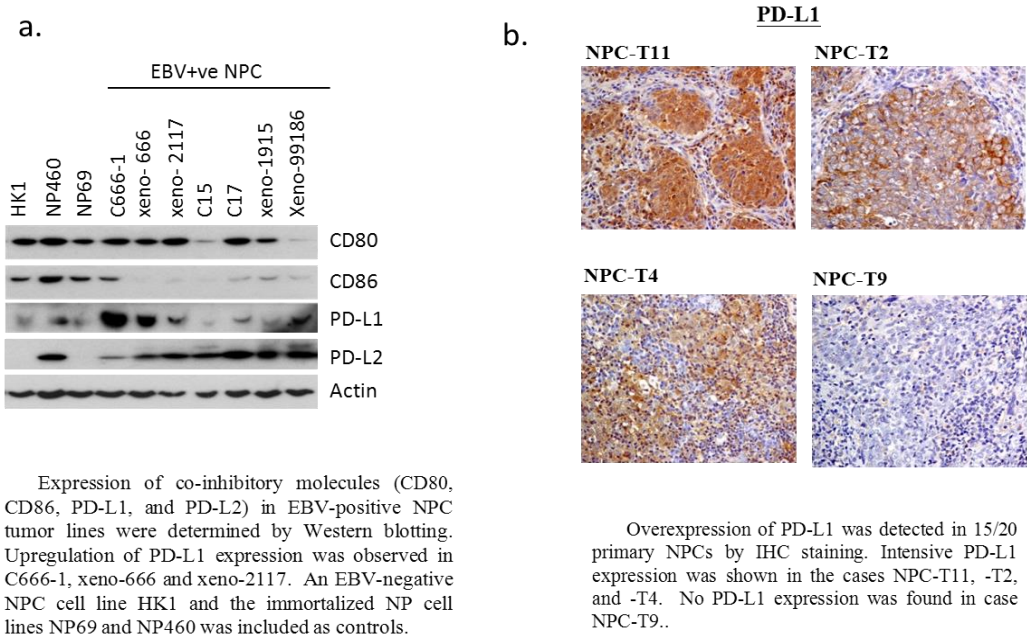 a.
EBV+ve NPC
HK1
NP460
NP69
C666-1
xeno- 666
xeno- 2117
C15
C17
xeno-1915
Xeno-99186
CD80
CD86
PD-L1
PD-L2
Actin
Expression of co-inhibitory molecules (CD80,
CD86, PD-L1, and PD-L2) in EBV-positive NPC
tumor lines were determined by Western blotting.
Upregulation of PD-L1 expression was observed in
C666-1, xeno-666 and xeno-2117. An EBV-negative
NPC cell line HK1 and the immortalized NP cell
lines NP69 and NP460 was included as controls.
b.
PD-L1
NPC-T11
NPC-T2
NPC-T4
NPC-T9
Overexpression of PD-L1 was detected in 15/20
primary NPCs by IHC staining. Intensive PD-L1
expression was shown in the cases NPC-T11, -T2,
and -T4. No PD-L1 expression was found in case
NPC-T9..